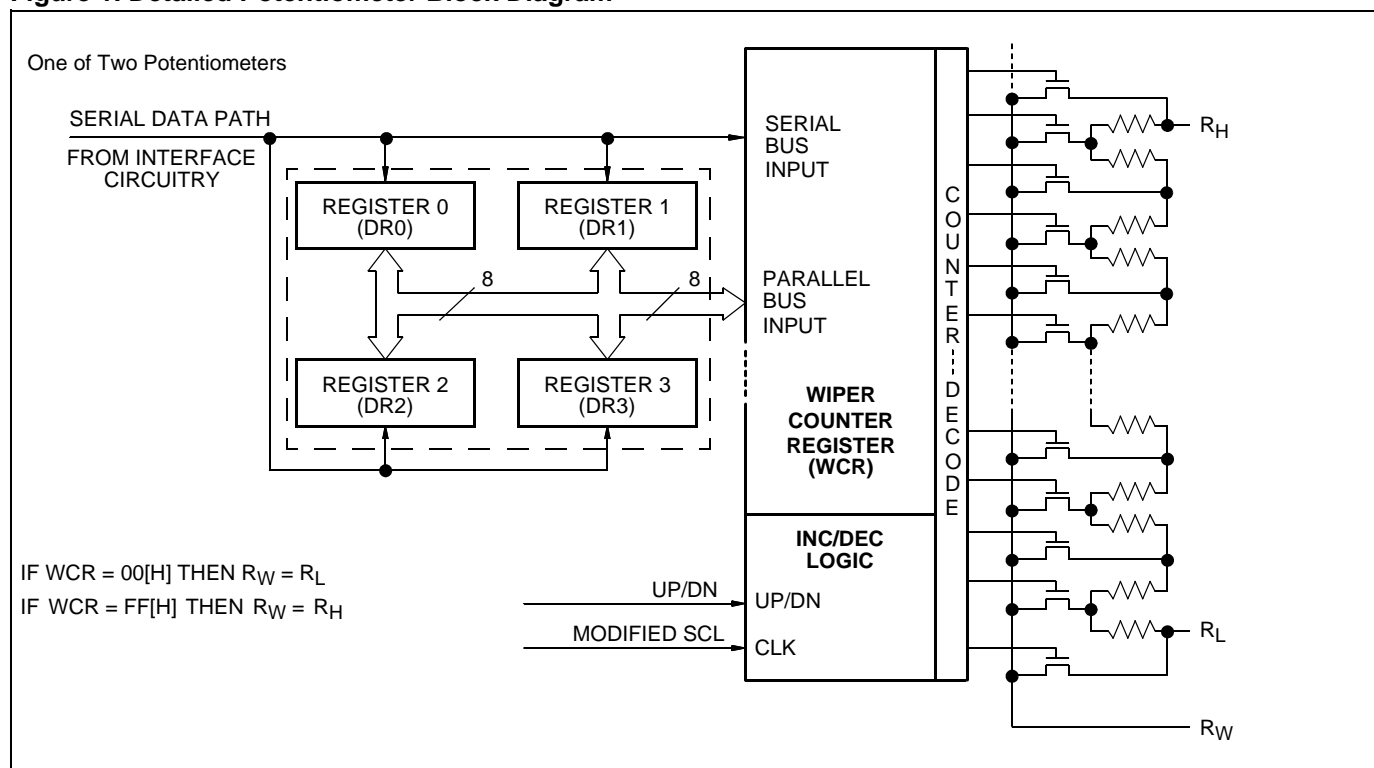 Figure 1. Detailed Potentiometer Block Diagram
One of Two Potentiometers
SERIAL DATA PATH
FROM INTERFACE
CIRCUITRY
REGISTER 0
(DR0)
REGISTER 1
(DR1)
8
8
REGISTER 2
(DR2)
REGISTER 3
(DR3)
SERIAL
BUS
INPUT
PARALLEL
BUS
INPUT
WIPER
COUNTER
REGISTER
(WCR)
INC/DEC
LOGIC
UP/DN
UP/DN
MODIFIED SCL
CLK
COUNTER
DECODE
RH
RL
RW
IF WCR = 00[H] THEN RW = RL
IF WCR = FF[H] THEN RW = RH